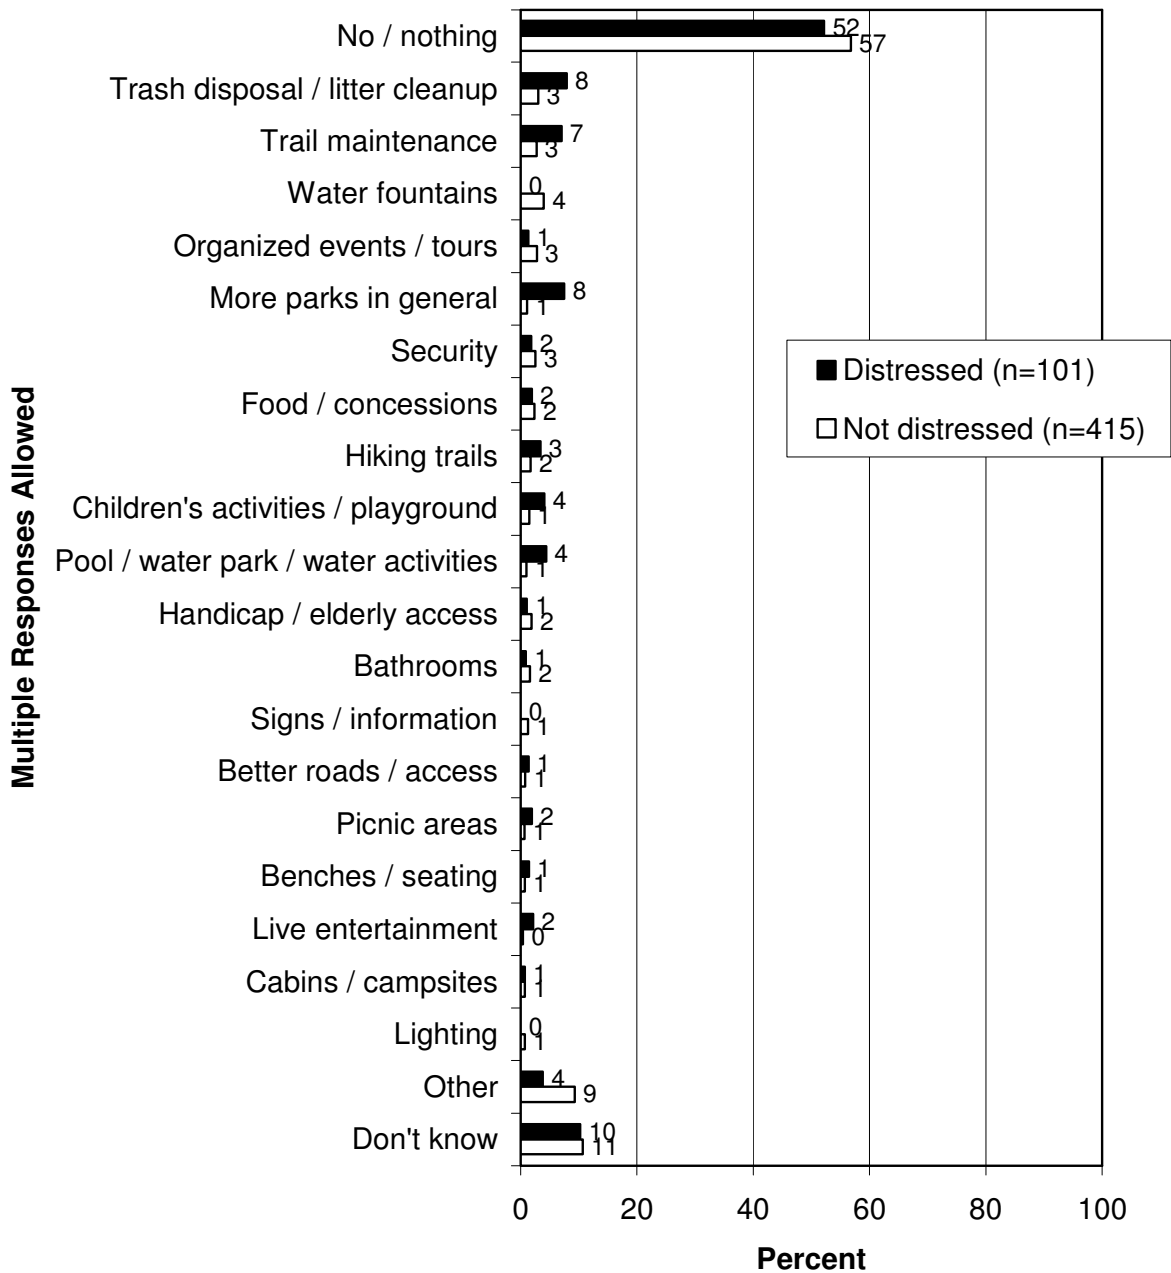 No / nothing
52
57
Trash disposal / litter cleanup
8
3
Trail maintenance
7
3
Water fountains
0
4
Organized events / tours
1
3
More parks in general
8
1
Security
2
3
Food / concessions
2
2
Hiking trails
3
2
Children's activities / playground
4
1
Pool / water park / water activities
4
1
Handicap / elderly access
1
2
Bathrooms
1
2
Signs / information
0
1
Better roads / access
1
1
Picnic areas
2
1
Benches / seating
1
1
Live entertainment
2
0
Cabins / campsites
1
1
Lighting
0
1
Other
4
9
Don't know
10
11
Multiple Responses Allowed
Distressed (n=101)
Not distressed (n=415)
0 20 40 60 80 100
Percent